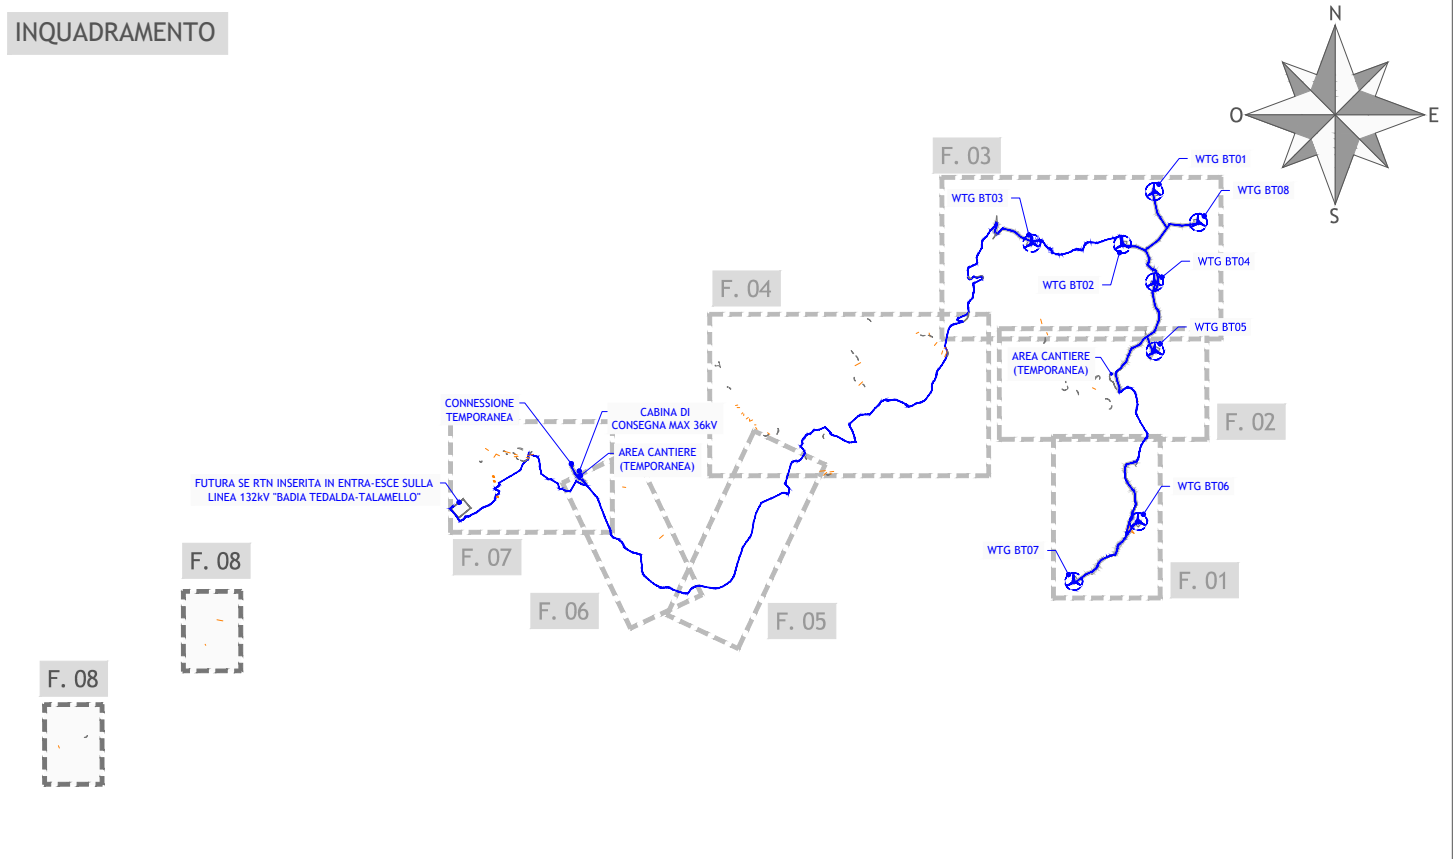 INQUADRAMENTO
N
O
E
S
F. 03
WTG BT01
WTG BT08
WTG BT03
WTG BT04
WTG BT02
F. 04
WTG BT05
AREA CANTIERE
(TEMPORANEA)
F. 02
CONNESSIONE
TEMPORANEA
CABINA DI
CONSEGNA MAX 36kV
AREA CANTIERE
(TEMPORANEA)
FUTURA SE RTN INSERITA IN ENTRA-ESCE SULLA
LINEA 132kV "BADIA TEDALDA-TALAMELLO"
WTG BT06
WTG BT07
F. 07
F. 08
F. 01
F. 06
F. 05
F. 08